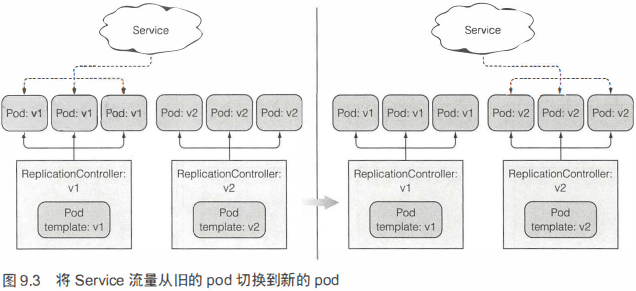 Service
Service
Pod: v1 Pod: v1 Pod: v1 Pod: v2 Pod: v2 Pod: v2
Pod: v1 Pod: v1 Pod: v1 Pod: v2 Pod: v2 Pod: v2
ReplicationController:
v1
Pod
template: v1
ReplicationController:
v2
Pod
template: v2
ReplicationController:
v1
Pod
template: v1
ReplicationController:
v2
Pod
template: v2
图 9.3 将 Service 流量从旧的 pod 切换到新的 pod